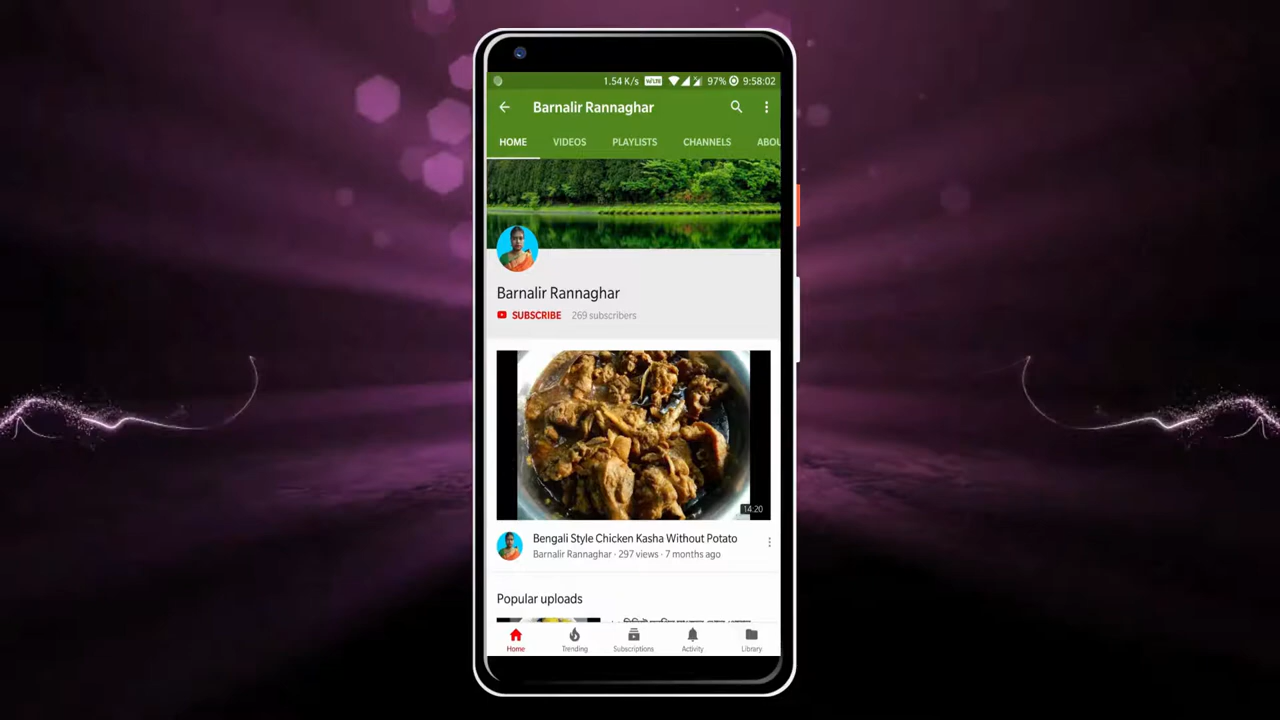 1.54 K/s VoLTE 97% 9:58:02
Barnalir Rannaghar
HOME VIDEOS PLAYLISTS CHANNELS ABOU
Barnalir Rannaghar
SUBSCRIBE 269 subscribers
14:20
Bengali Style Chicken Kasha Without Potato
Barnalir Rannaghar · 297 views · 7 months ago
Popular uploads
Home Trending Subscriptions Activity Library